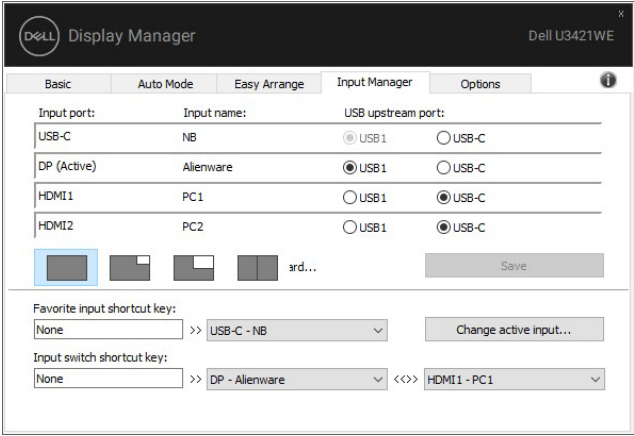 DELL Display Manager Dell U3421WE x
Basic Auto Mode Easy Arrange Input Manager Options i
Input port: Input name: USB upstream port:
USB-C NB USB1 USB-C
DP (Active) Alienware USB1 USB-C
HDMI1 PC1 USB1 USB-C
HDMI2 PC2 USB1 USB-C
ard... Save
Favorite input shortcut key:
None >> USB-C - NB Change active input...
Input switch shortcut key:
None >> DP - Alienware <<>> HDMI1 - PC1